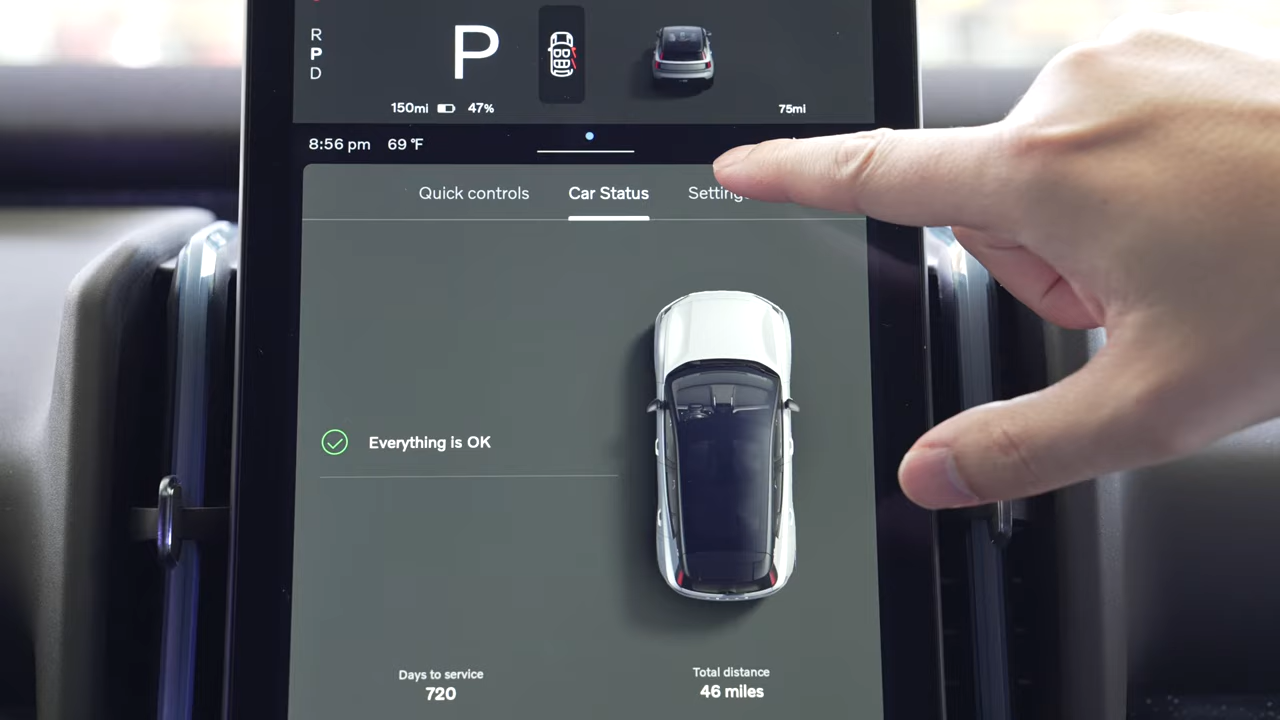 R
P
D
P
150mi 47%
75mi
8:56 pm 69°F
Quick controls Car Status Settings
Everything is OK
Days to service
720
Total distance
46 miles